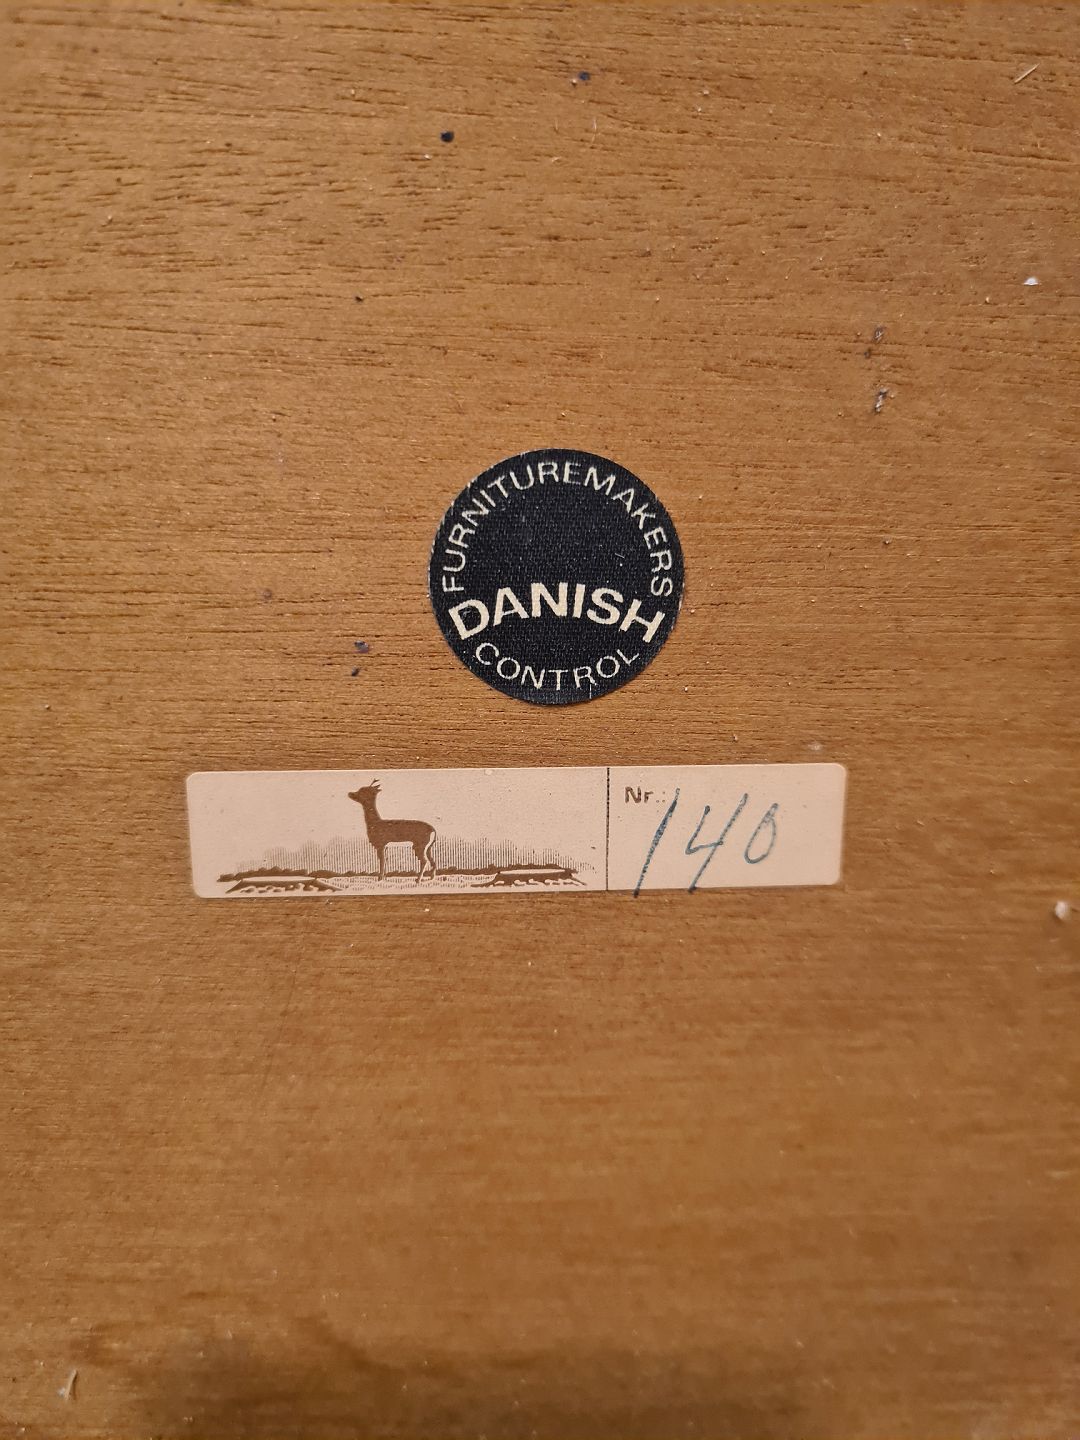 FURNITUREMAKERS
DANISH
CONTROL
Nr.: 140